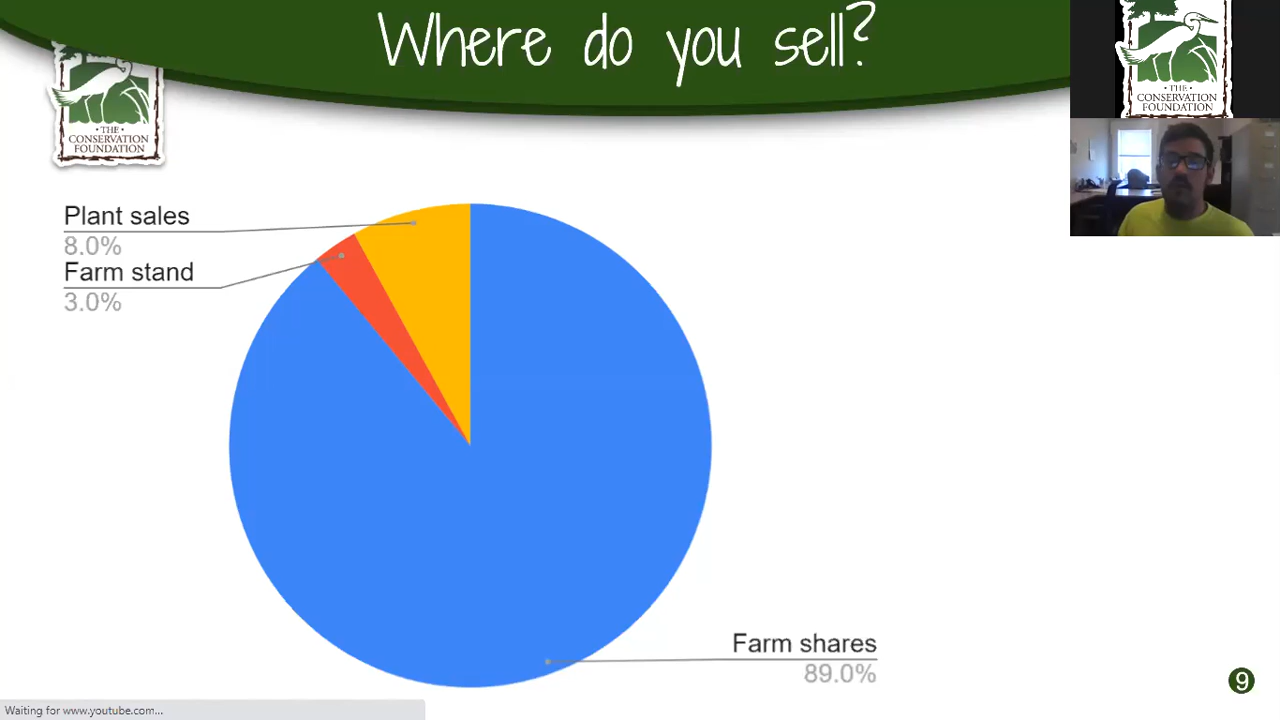 Where do you sell?
• THE •
CONSERVATION
FOUNDATION
THE
CONSERVATION
FOUNDATION
Plant sales
8.0%
Farm stand
3.0%
Farm shares
89.0%
9
Waiting for www.youtube.com...